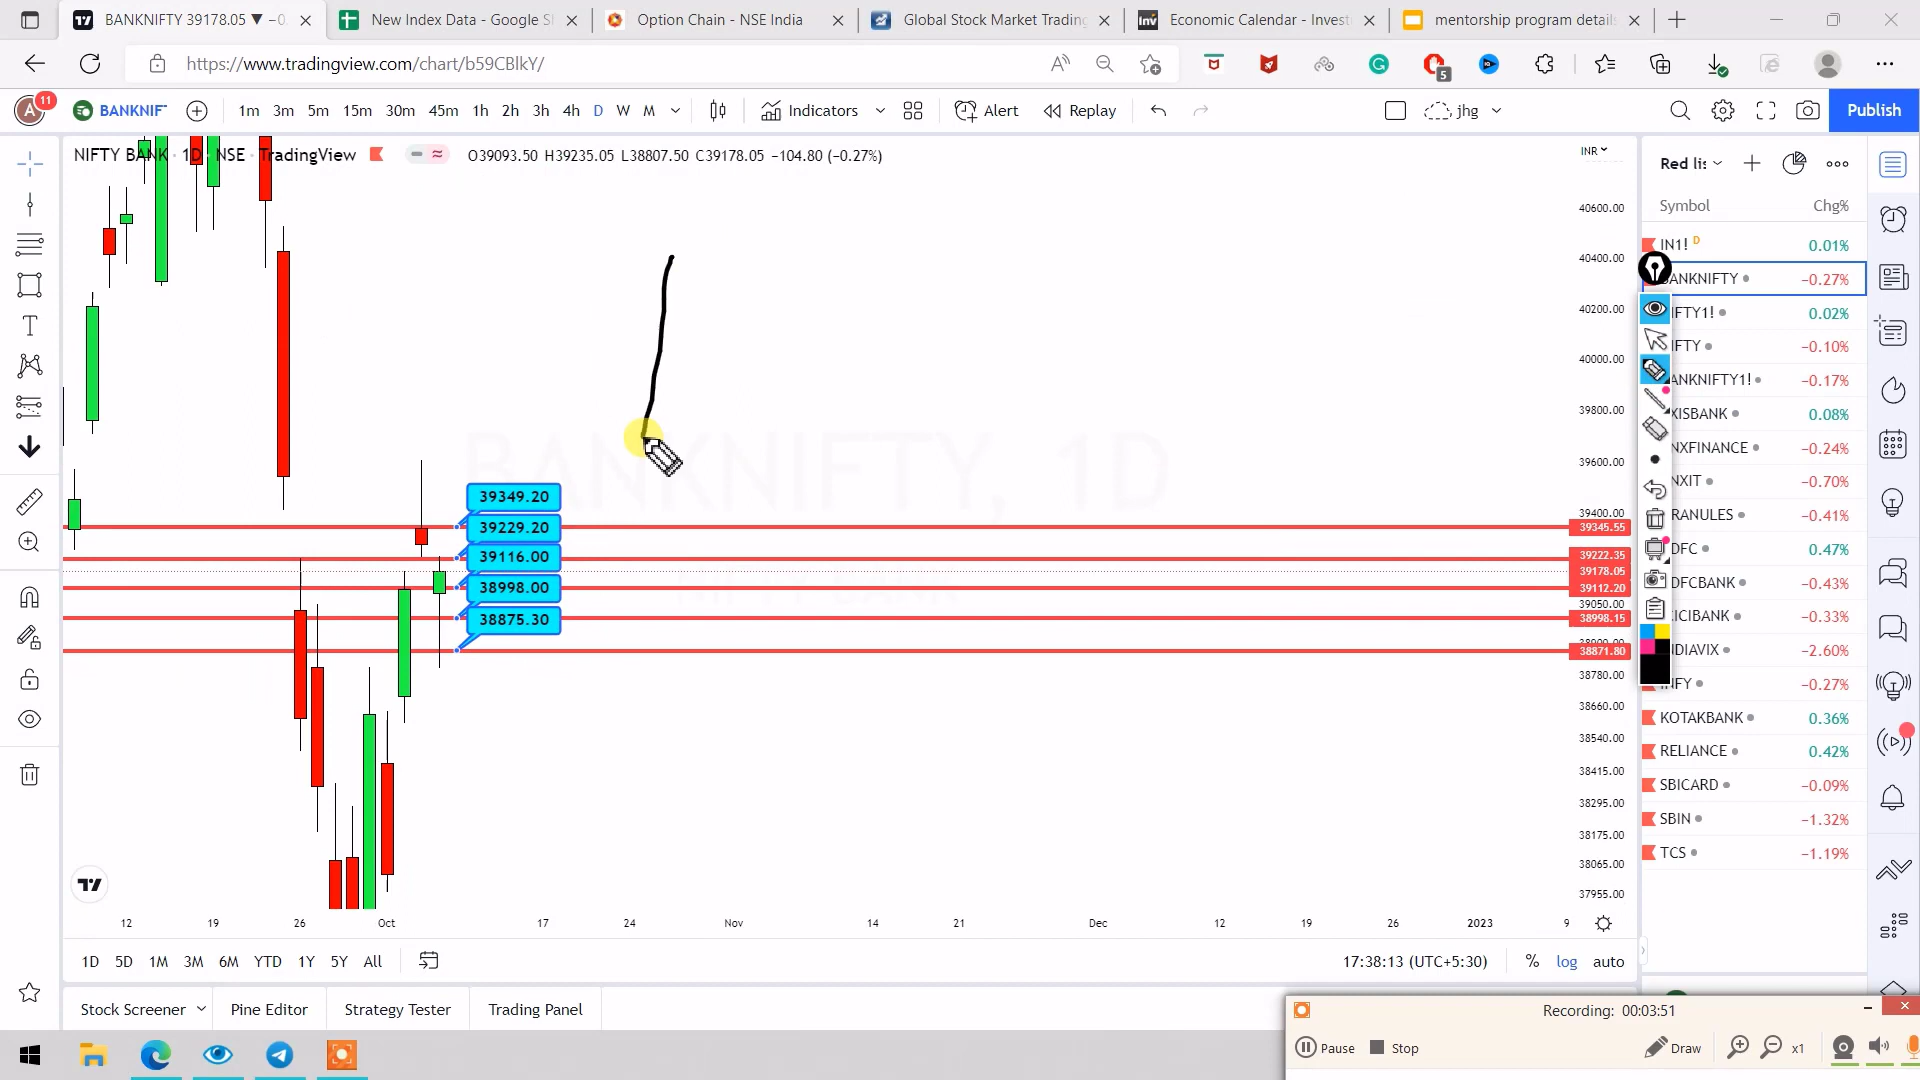 BANKNIFTY 39178.05 ▼ −0.
New Index Data - Google Sh
Option Chain - NSE India
Global Stock Market Trading
Economic Calendar - Invest
mentorship program details
https://www.tradingview.com/chart/b59CBlkY/
5
A 11
BANKNIFT
1m 3m 5m 15m 30m 45m 1h 2h 3h 4h D W M
Indicators
Alert
Replay
jhg
Publish
NIFTY BANK · 1D · NSE · TradingView
O39093.50 H39235.05 L38807.50 C39178.05 −104.80 (−0.27%)
INR
BANKNIFTY, 1D
NIFTY BANK
39349.20
39229.20
39116.00
38998.00
38875.30
40600.00
40400.00
40200.00
40000.00
39800.00
39600.00
39400.00
39345.55
39222.35
39178.05
39112.20
39050.00
38998.15
38871.80
38780.00
38660.00
38540.00
38415.00
38295.00
38175.00
38065.00
37955.00
12 19 26 Oct 17 24 Nov 14 21 Dec 12 19 26 2023 9
1D 5D 1M 3M 6M YTD 1Y 5Y All
17:38:13 (UTC+5:30)
% log auto
Stock Screener
Pine Editor
Strategy Tester
Trading Panel
Red lis
Symbol Chg%
IN1! D 0.01%
BANKNIFTY −0.27%
IFTY1! 0.02%
IFTY −0.10%
ANKNIFTY1! −0.17%
XISBANK 0.08%
NXFINANCE −0.24%
NXIT −0.70%
RANULES −0.41%
DFC 0.47%
DFCBANK −0.43%
CICIBANK −0.33%
NDIAVIX −2.60%
NFY −0.27%
KOTAKBANK 0.36%
RELIANCE 0.42%
SBICARD −0.09%
SBIN −1.32%
TCS −1.19%
Recording: 00:03:51
Pause
Stop
Draw
x1